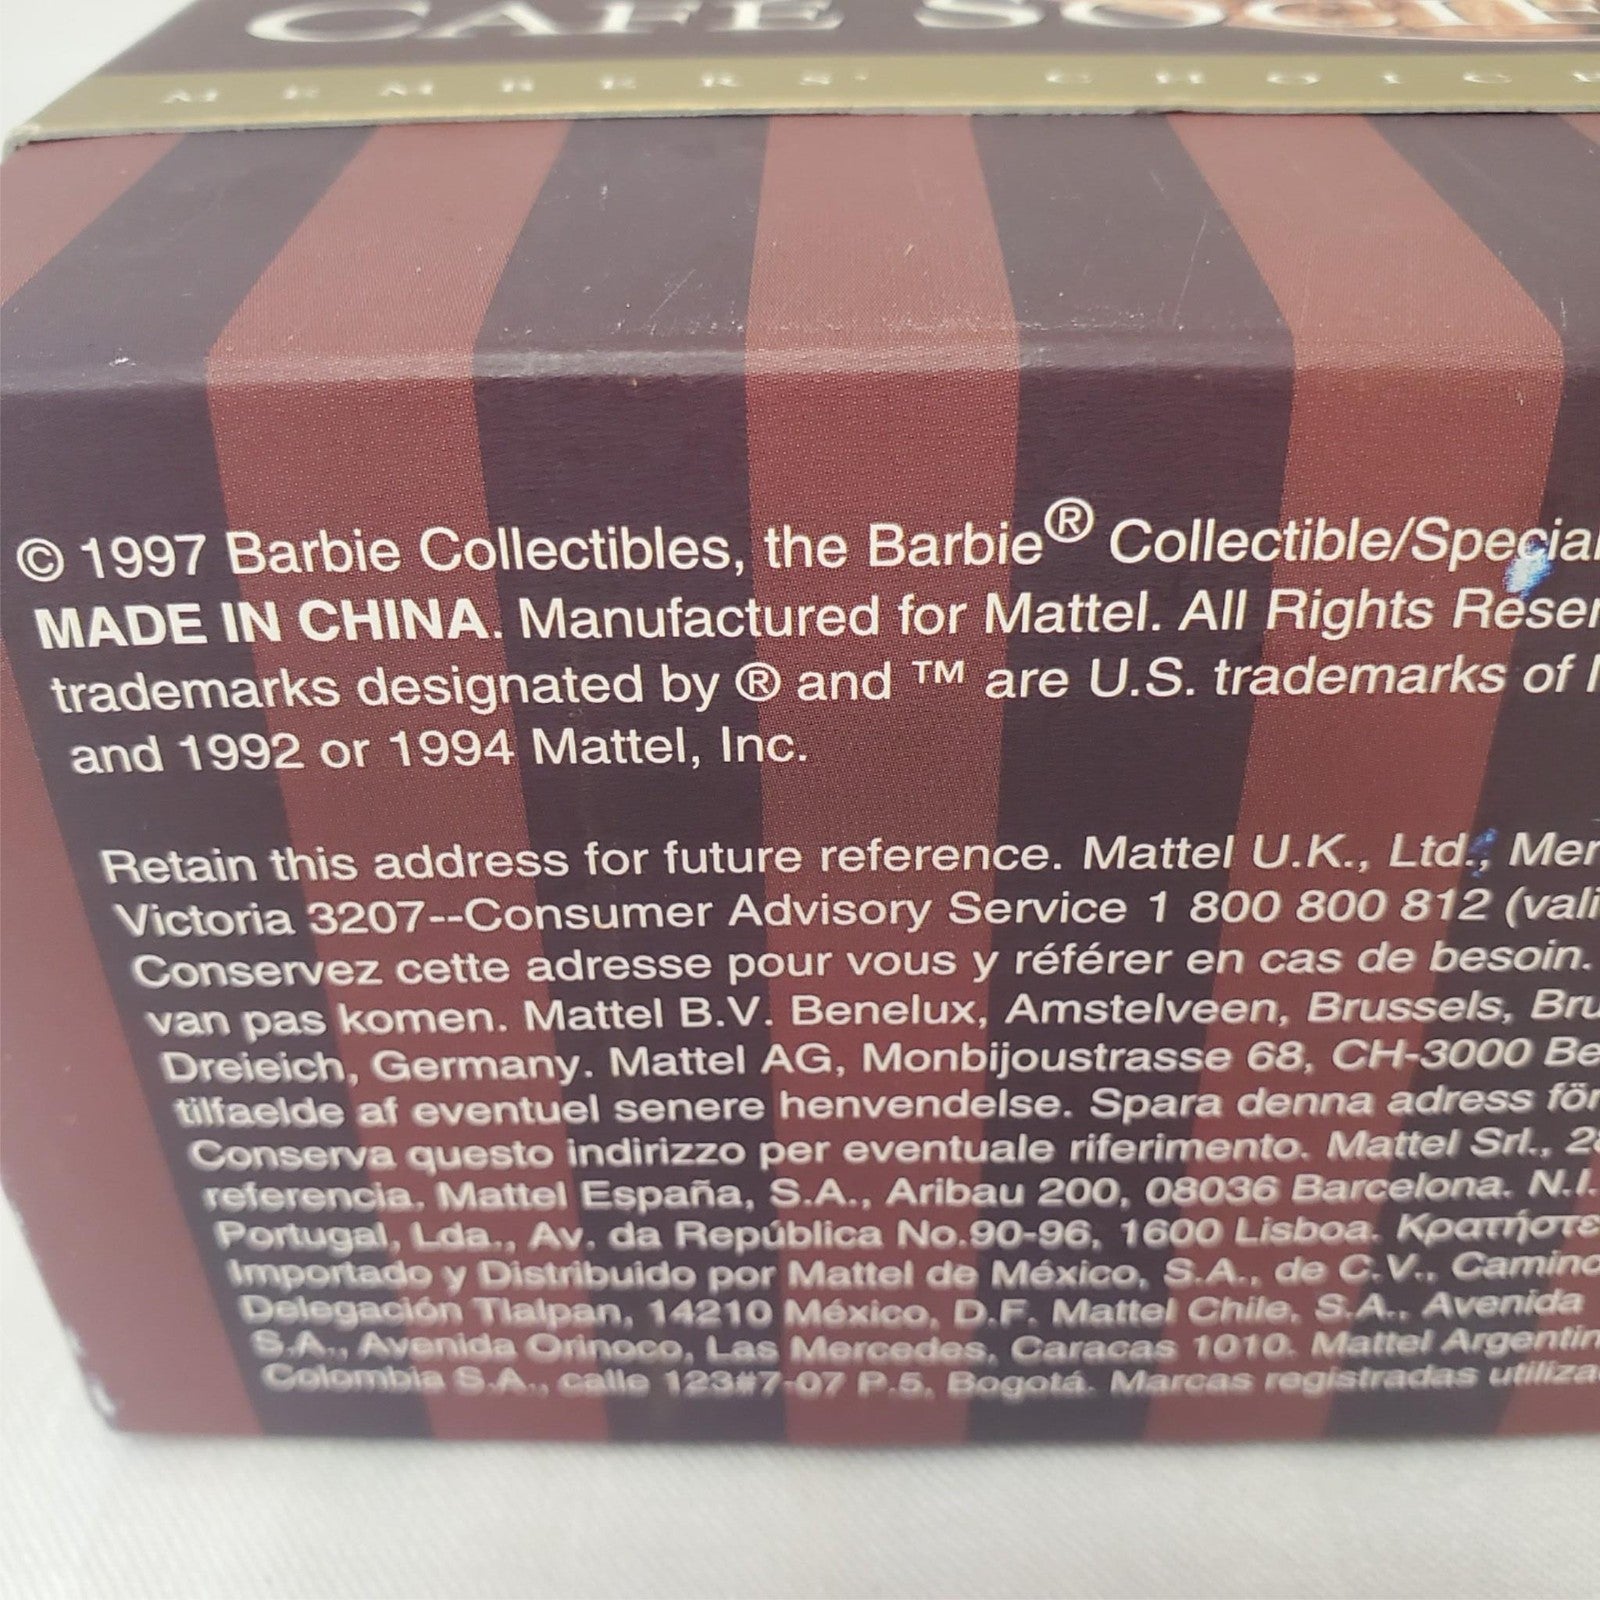 CAFE SOCIE
MEMBERS' CHOICE
© 1997 Barbie Collectibles, the Barbie® Collectible/Special
MADE IN CHINA. Manufactured for Mattel. All Rights Reser
trademarks designated by ® and ™ are U.S. trademarks of
and 1992 or 1994 Mattel, Inc.
Retain this address for future reference. Mattel U.K., Ltd., Mer
Victoria 3207--Consumer Advisory Service 1 800 800 812 (vali
Conservez cette adresse pour vous y référer en cas de besoin.
van pas komen. Mattel B.V. Benelux, Amstelveen, Brussels, Bru
Dreieich, Germany. Mattel AG, Monbijoustrasse 68, CH-3000 Be
tilfaelde af eventuel senere henvendelse. Spara denna adress för
Conserva questo indirizzo per eventuale riferimento. Mattel Srl., 28
referencia. Mattel España, S.A., Aribau 200, 08036 Barcelona. N.I.
Portugal, Lda., Av. da República No.90-96, 1600 Lisboa. Κρατήστε
Importado y Distribuido por Mattel de México, S.A., de C.V., Camino
Delegación Tlalpan, 14210 México, D.F. Mattel Chile, S.A., Avenida
S.A., Avenida Orinoco, Las Mercedes, Caracas 1010. Mattel Argentin
Colombia S.A., calle 123#7-07 P.5, Bogotá. Marcas registradas utiliza